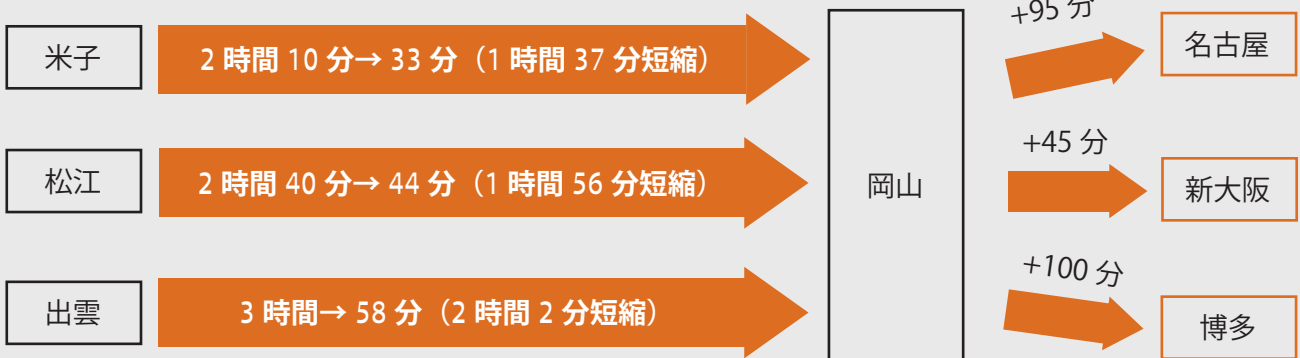 米子
2 時間 10 分→ 33 分（1 時間 37 分短縮）
松江
2 時間 40 分→ 44 分（1 時間 56 分短縮）
出雲
3 時間→ 58 分（2 時間 2 分短縮）
岡山
+95 分
名古屋
+45 分
新大阪
+100 分
博多